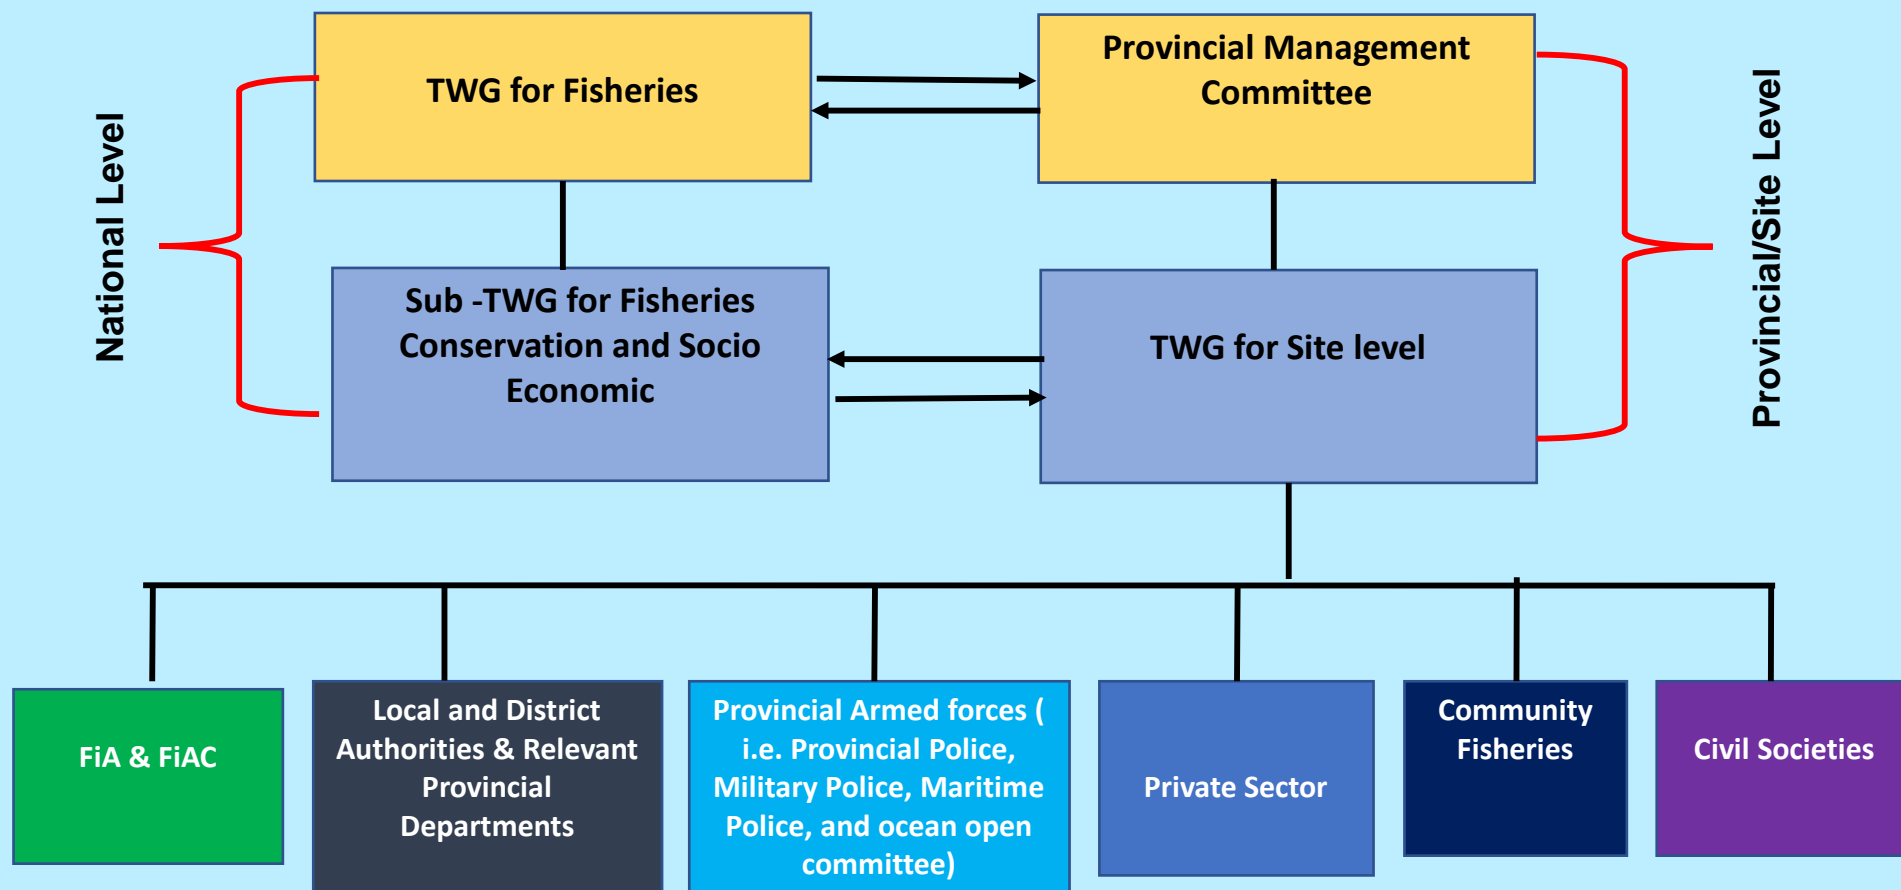 National Level
TWG for Fisheries
Provincial Management
Committee
Provincial/Site Level
Sub -TWG for Fisheries
Conservation and Socio
Economic
TWG for Site level
FiA & FiAC
Local and District
Authorities & Relevant
Provincial
Departments
Provincial Armed forces (
i.e. Provincial Police,
Military Police, Maritime
Police, and ocean open
committee)
Private Sector
Community
Fisheries
Civil Societies